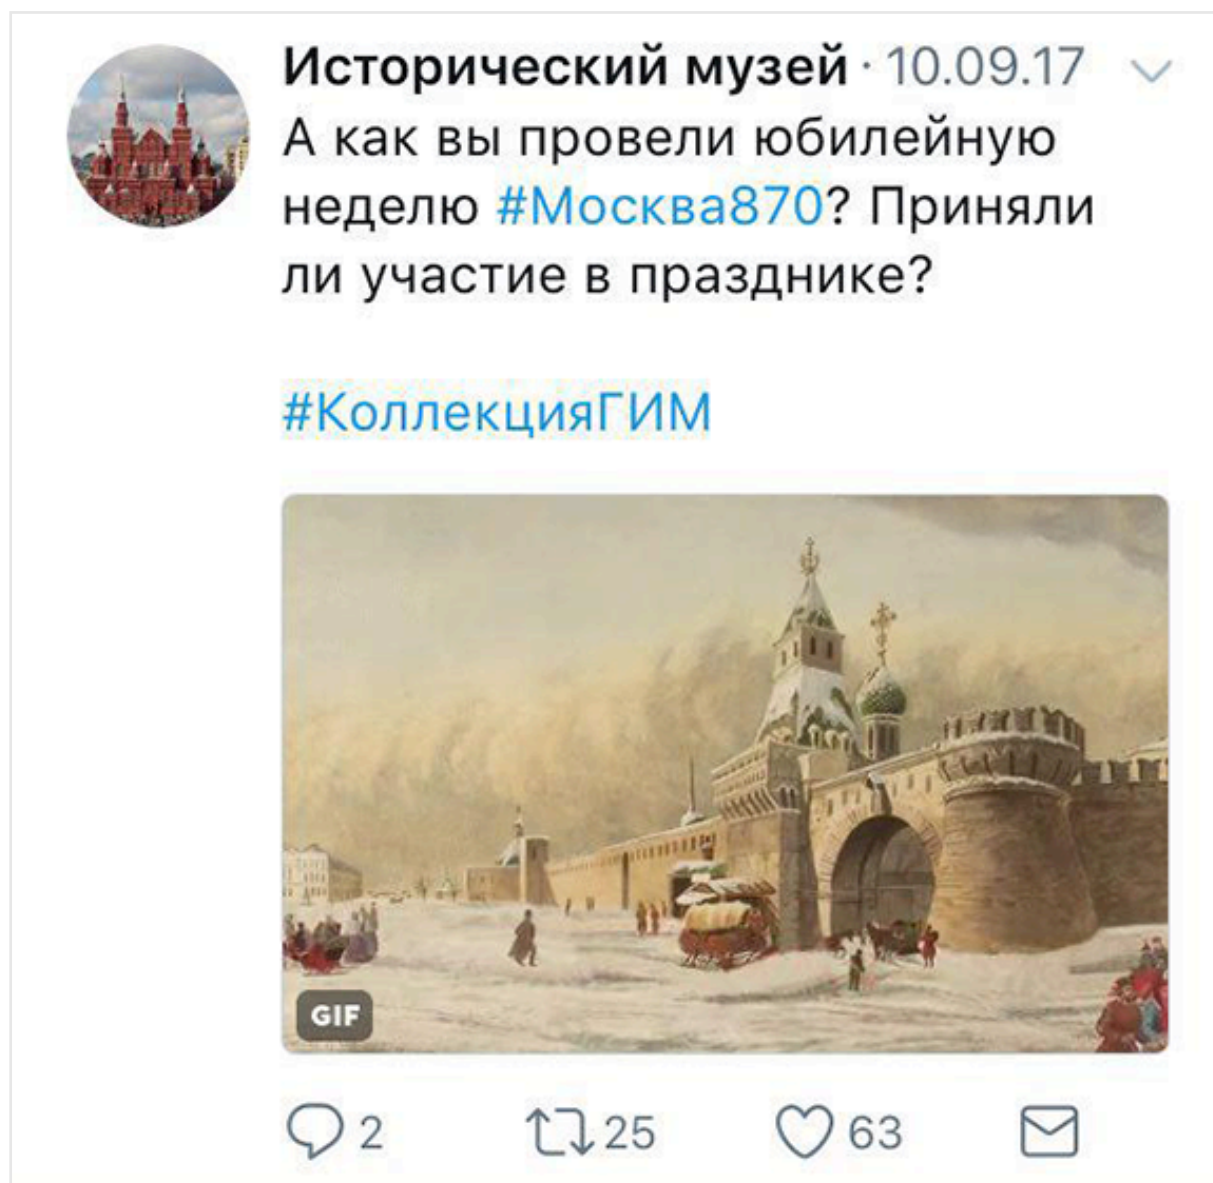 Исторический музей · 10.09.17
А как вы провели юбилейную
неделю #Москва870? Приняли
ли участие в празднике?
#КоллекцияГИМ
GIF
2 25 63